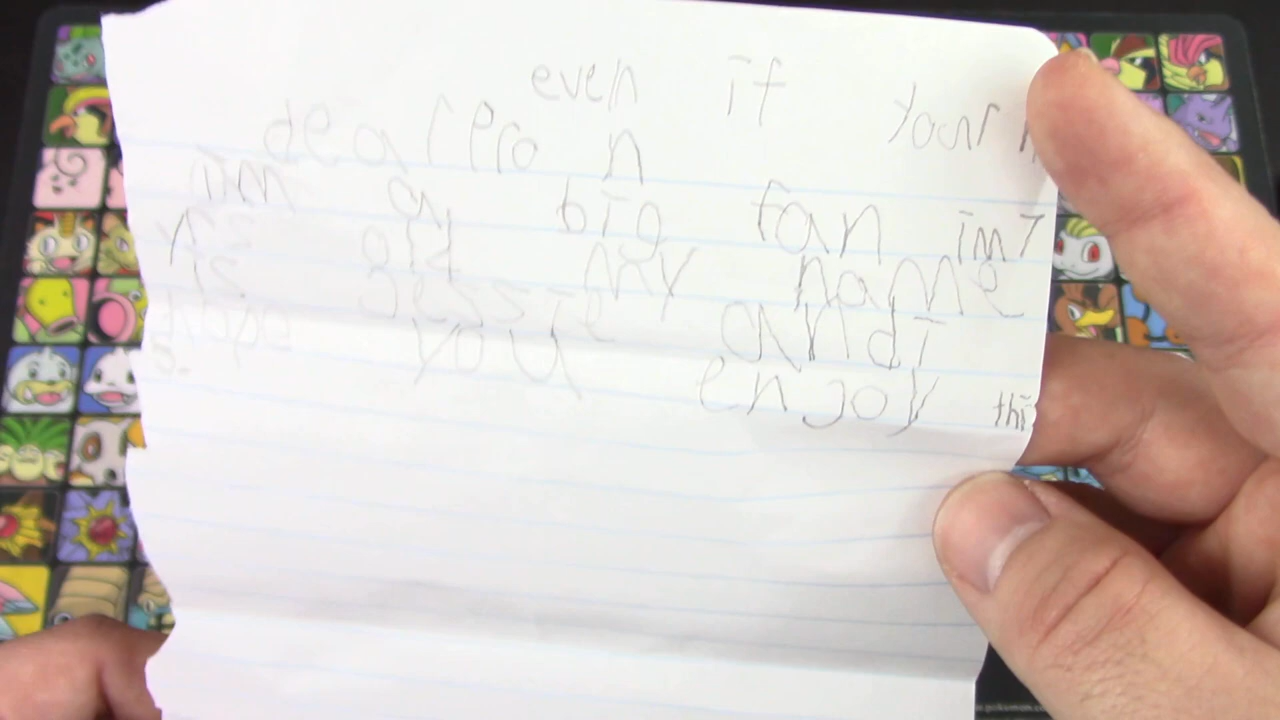 even if your
dear pro n
im a big fan im 7
old my name
is jessie and i
hope you enjoy thi
s.